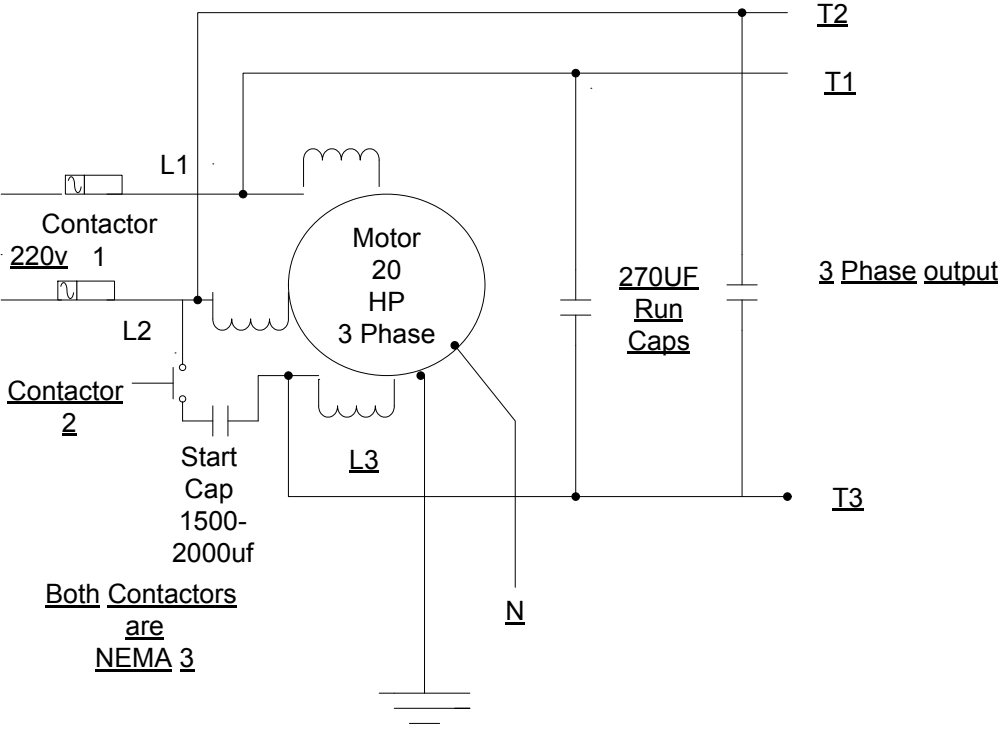 T2
T1
L1
Contactor
220v 1
L2
Motor
20
HP
3 Phase
270UF
Run
Caps
3 Phase output
Contactor
2
Start
Cap
1500-
2000uf
L3
T3
Both Contactors
are
NEMA 3
N